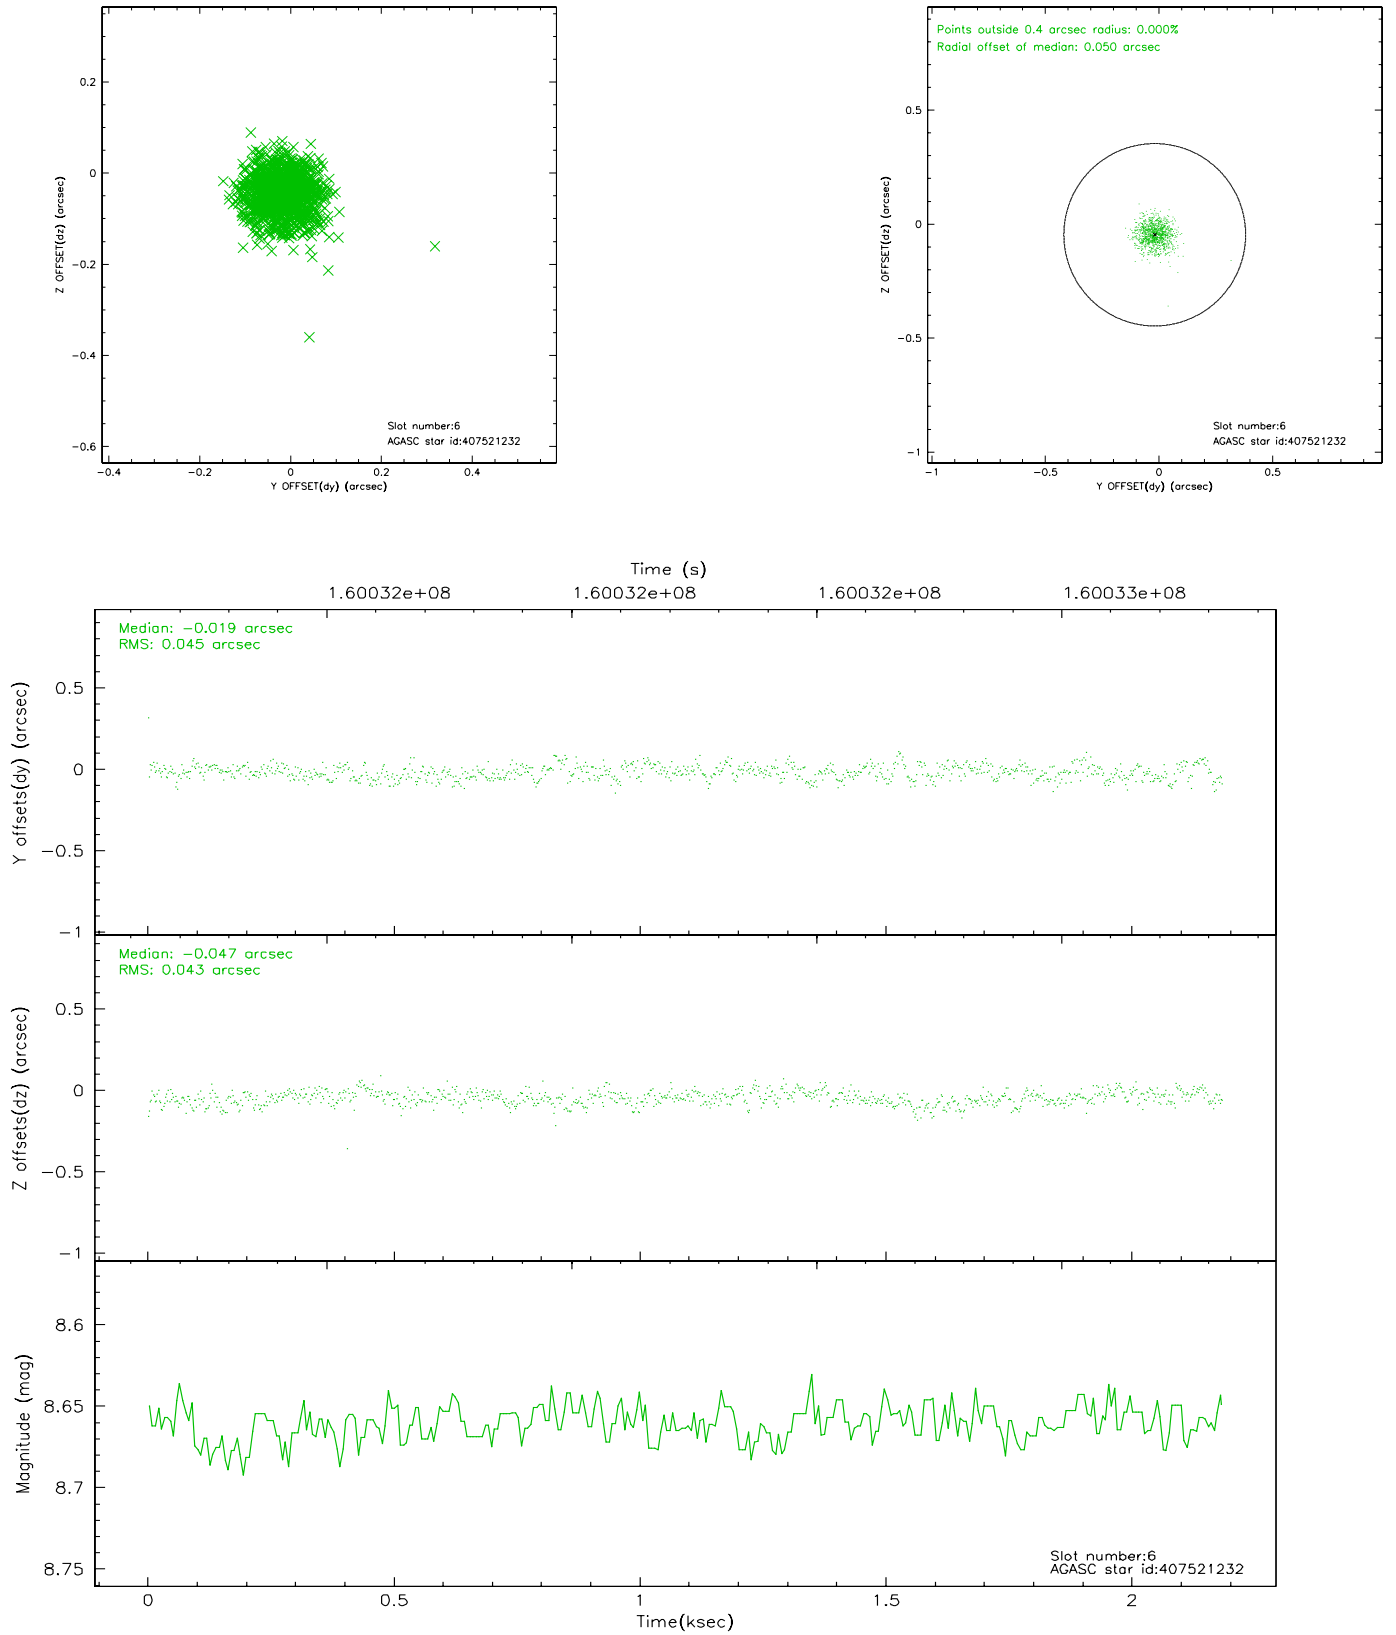 0.2
0
−0.2
−0.4
−0.6
Z OFFSET(dz) (arcsec)
−0.4 −0.2 0 0.2 0.4
Y OFFSET(dy) (arcsec)
Slot number:6
AGASC star id:407521232
Points outside 0.4 arcsec radius: 0.000%
Radial offset of median: 0.050 arcsec
0.5
0
−0.5
−1
Z OFFSET(dz) (arcsec)
−1 −0.5 0 0.5
Y OFFSET(dy) (arcsec)
Slot number:6
AGASC star id:407521232
Time (s)
1.60032e+08 1.60032e+08 1.60032e+08 1.60033e+08
Median: −0.019 arcsec
RMS: 0.045 arcsec
0.5
0
−0.5
−1
Y offsets(dy) (arcsec)
Median: −0.047 arcsec
RMS: 0.043 arcsec
0.5
0
−0.5
−1
Z offsets(dz) (arcsec)
8.6
8.65
8.7
8.75
Magnitude (mag)
Slot number:6
AGASC star id:407521232
0 0.5 1 1.5 2
Time(ksec)